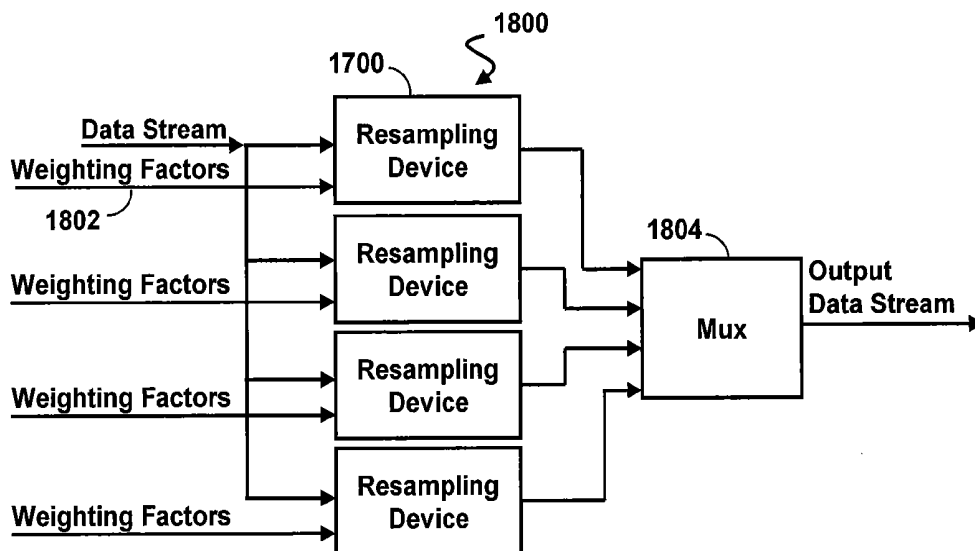 1800
1700
Data Stream
Resampling
Device
Weighting Factors
1802
Resampling
Device
Weighting Factors
1804
Mux
Output
Data Stream
Resampling
Device
Weighting Factors
Resampling
Device
Weighting Factors